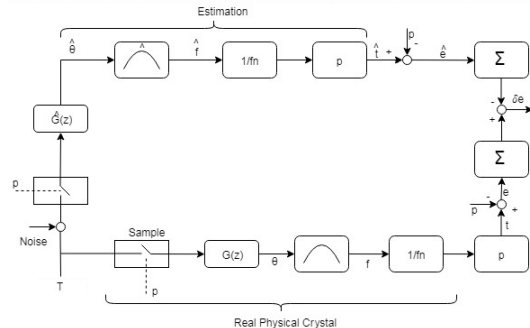 Estimation
p
θ̂
f̂
t̂
+
-
ê
1/fn
p
Σ
-
δe
+
Ĝ(z)
Σ
p
e
-
p
+
Noise
Sample
t
G(z)
θ
f
1/fn
p
T
p
Real Physical Crystal